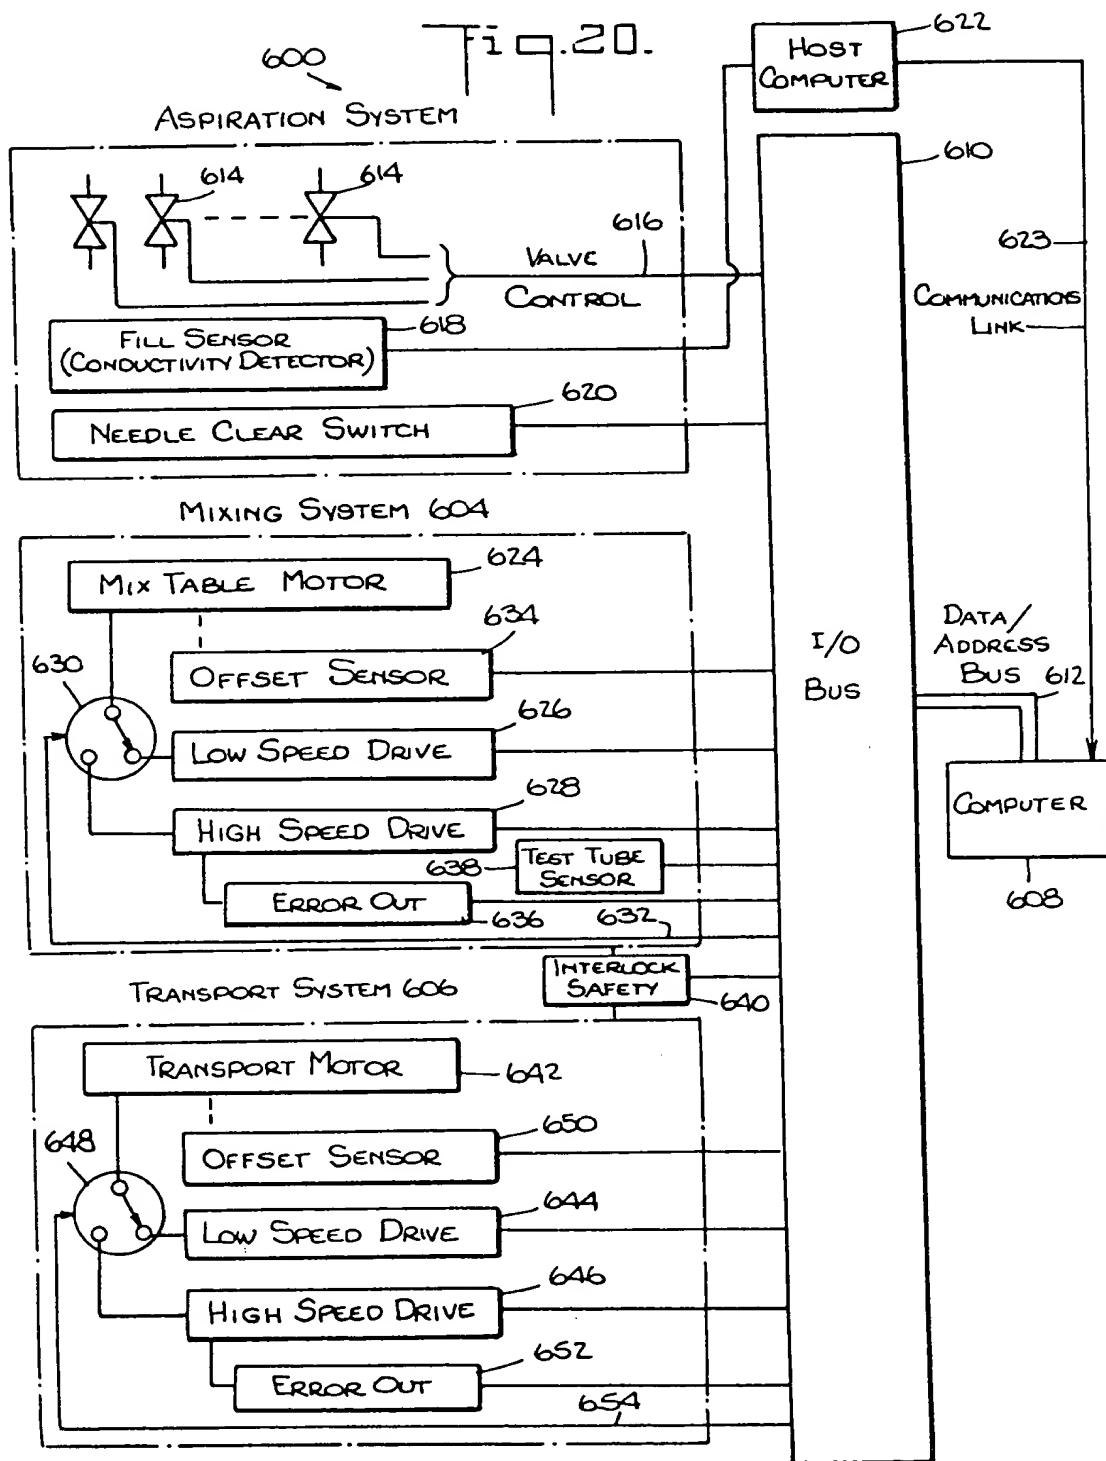 Fig.20.
600
ASPIRATION SYSTEM
622
HOST
COMPUTER
610
614
614
616
VALVE
CONTROL
623
COMMUNICATIONS
LINK
618
FILL SENSOR
(CONDUCTIVITY DETECTOR)
620
NEEDLE CLEAR SWITCH
MIXING SYSTEM 604
624
MIX TABLE MOTOR
634
630
OFFSET SENSOR
626
LOW SPEED DRIVE
628
HIGH SPEED DRIVE
638
TEST TUBE
SENSOR
ERROR OUT
636
632
I/O
BUS
DATA/
ADDRESS
BUS
612
COMPUTER
608
INTERLOCK
SAFETY
640
TRANSPORT SYSTEM 606
TRANSPORT MOTOR
642
650
648
OFFSET SENSOR
644
LOW SPEED DRIVE
646
HIGH SPEED DRIVE
652
ERROR OUT
654